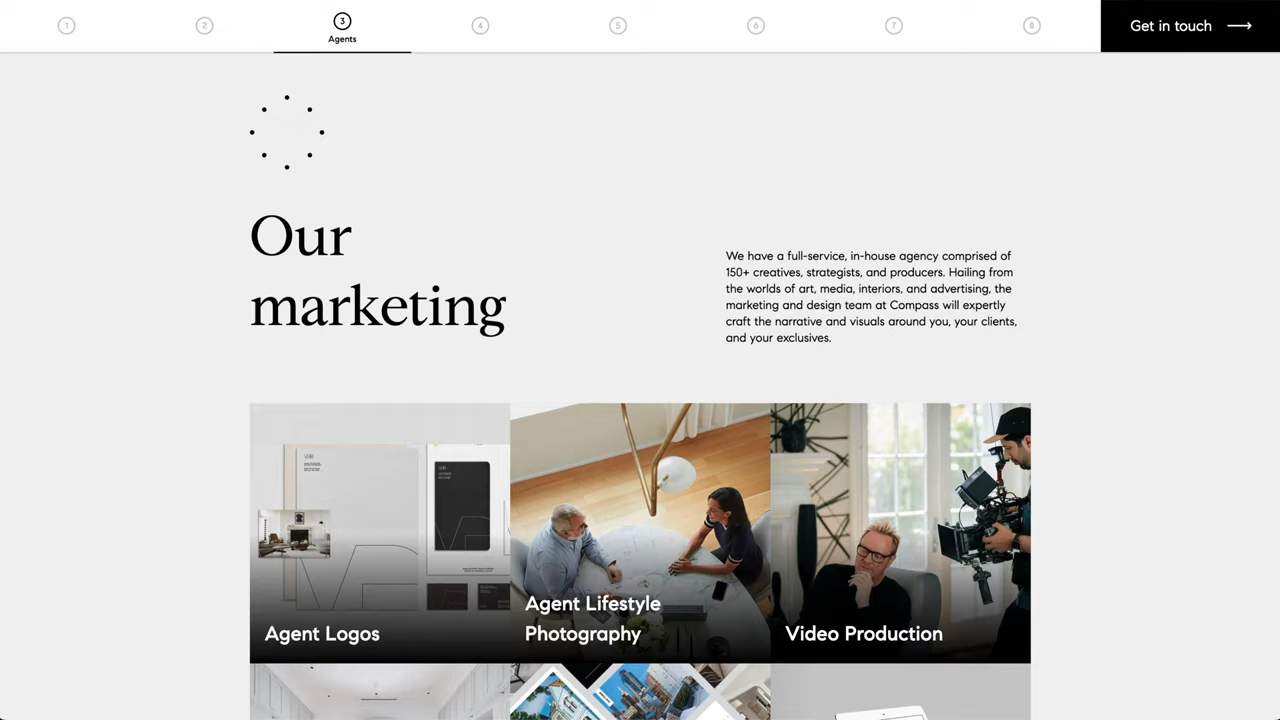 1
2
3
Agents
4
5
6
7
8
Get in touch
Our
marketing
We have a full-service, in-house agency comprised of
150+ creatives, strategists, and producers. Hailing from
the worlds of art, media, interiors, and advertising, the
marketing and design team at Compass will expertly
craft the narrative and visuals around you, your clients,
and your exclusives.
Agent Logos
Agent Lifestyle
Photography
Video Production